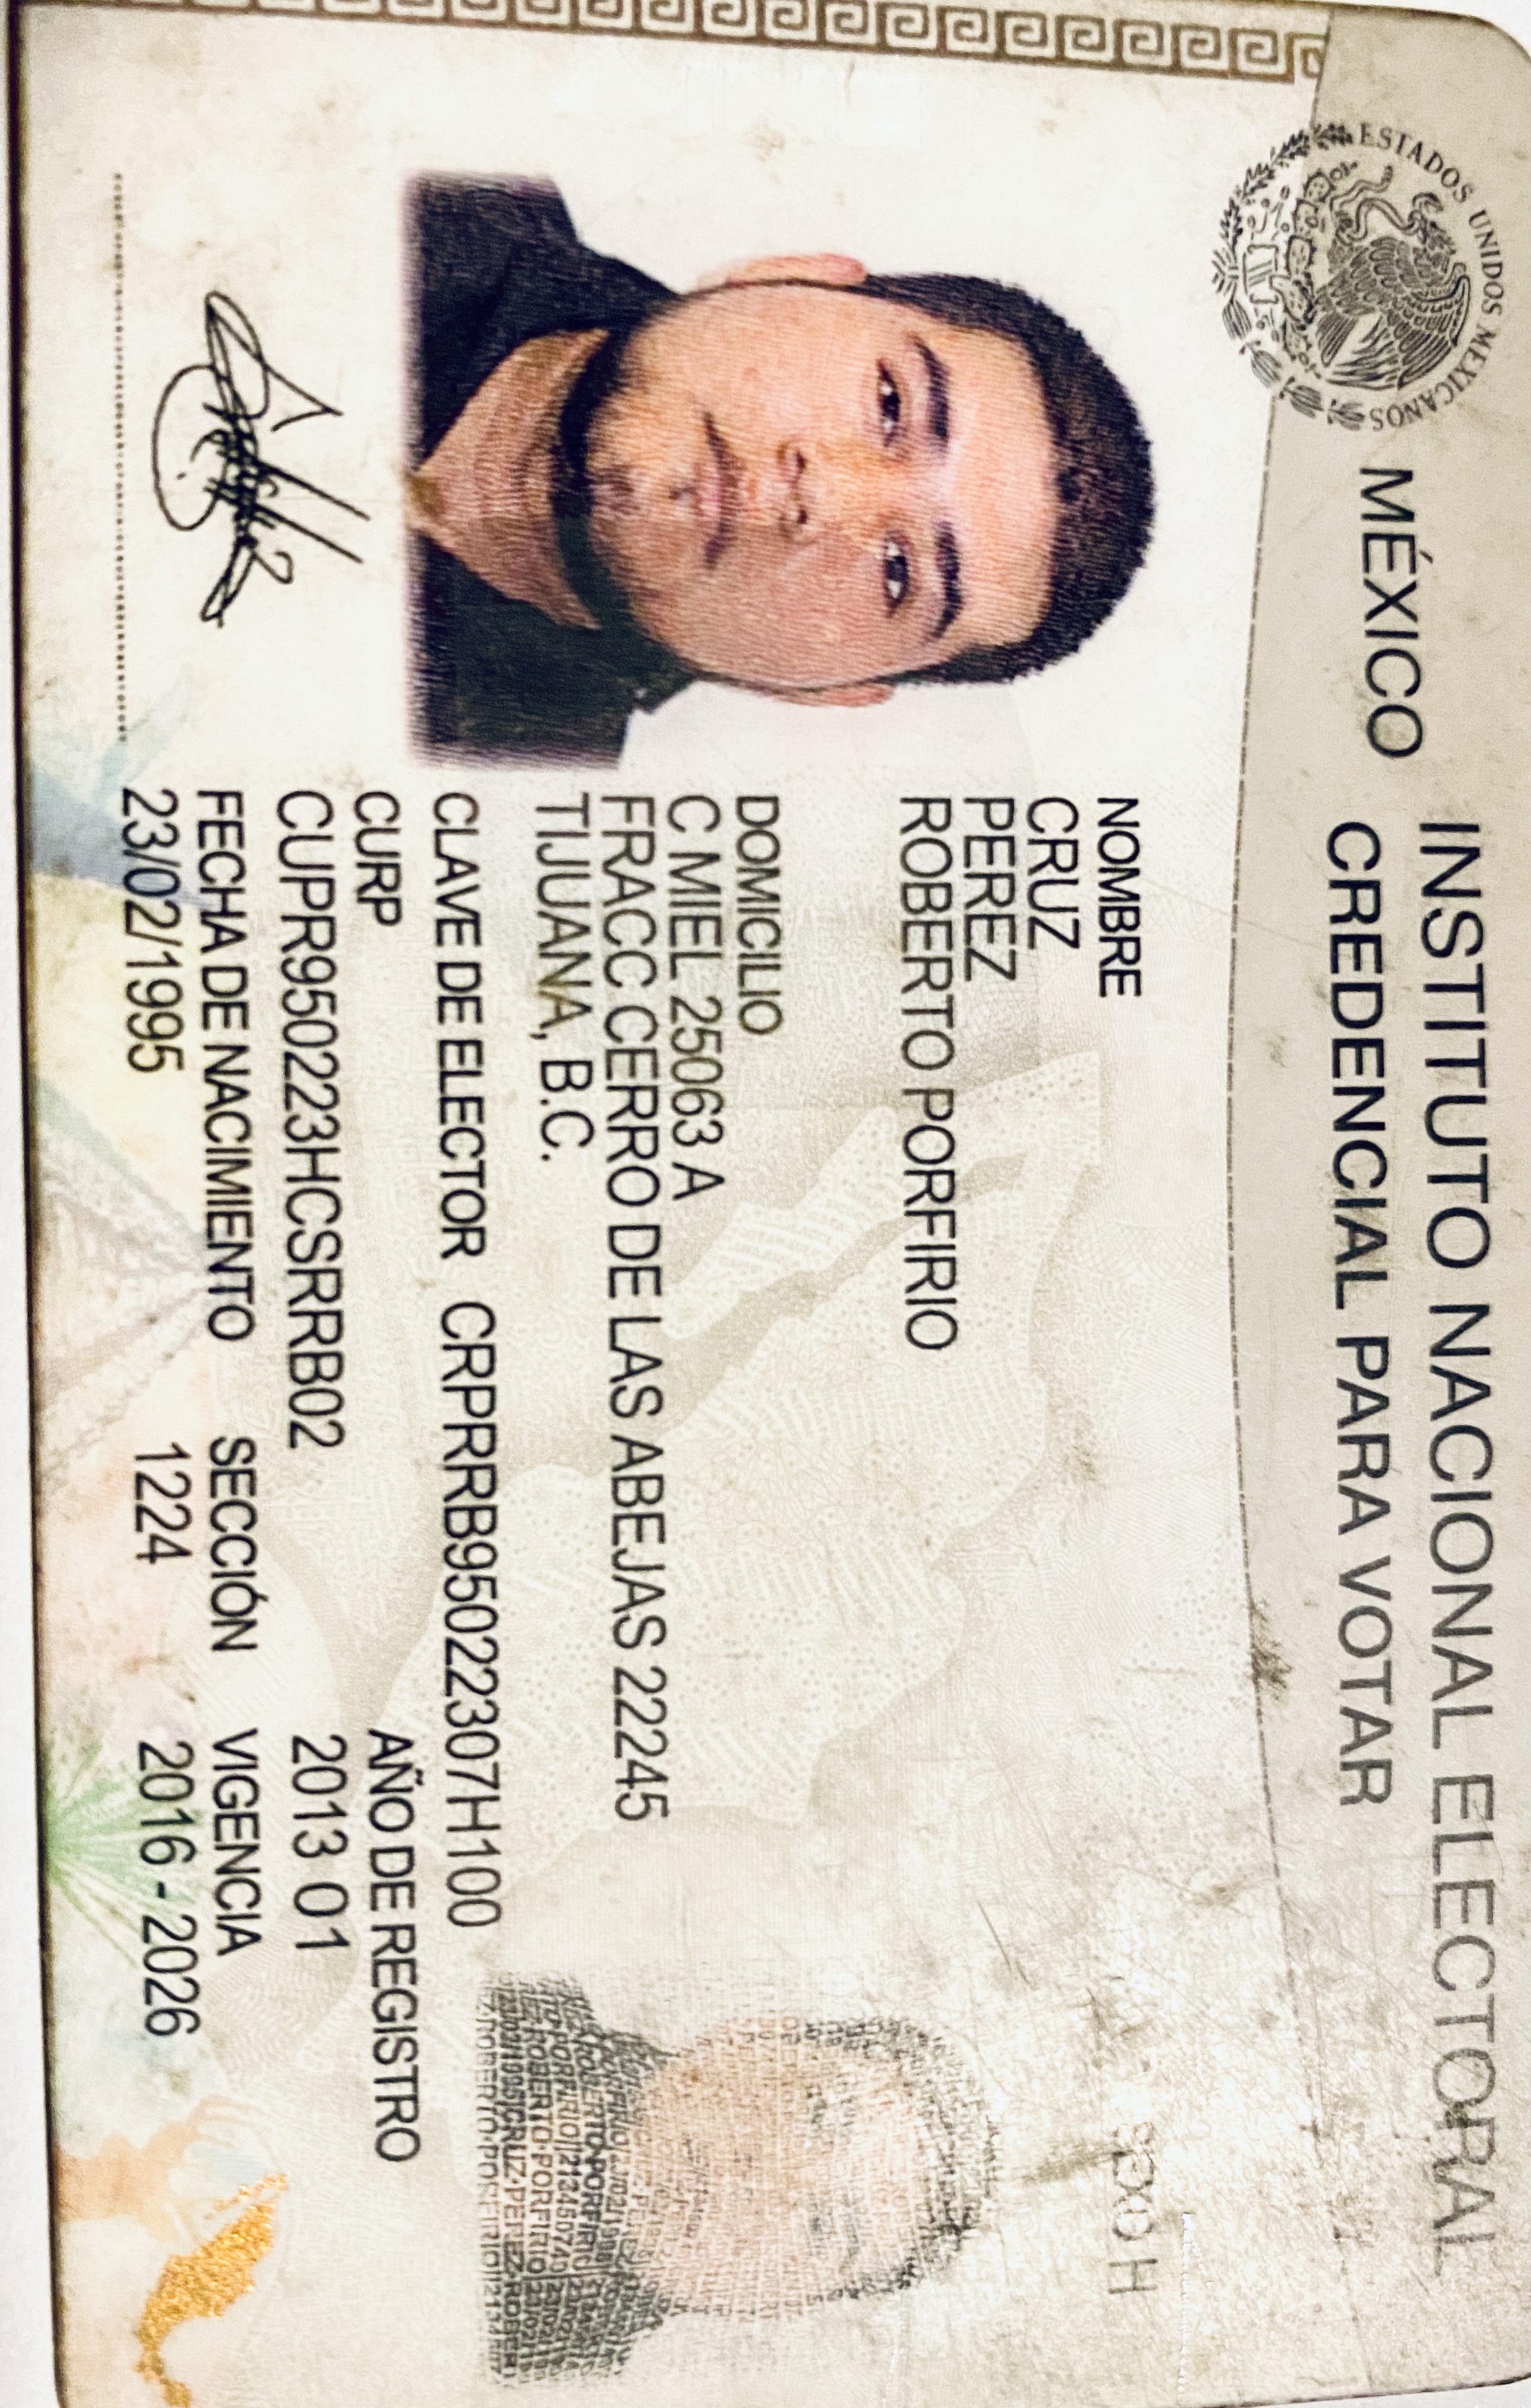 ESTADOS UNIDOS MEXICANOS
MÉXICO INSTITUTO NACIONAL ELECTORAL
CREDENCIAL PARA VOTAR
NOMBRE
CRUZ
PEREZ
ROBERTO PORFIRIO
SEXO H
DOMICILIO
C MIEL 25063 A
FRACC CERRO DE LAS ABEJAS 22245
TIJUANA, B.C.
CLAVE DE ELECTOR CRPRRB95022307H100
CURP
CUPR950223HCSRRB02
AÑO DE REGISTRO
2013 01
FECHA DE NACIMIENTO
23/02/1995
SECCIÓN
1224
VIGENCIA
2016 - 2026